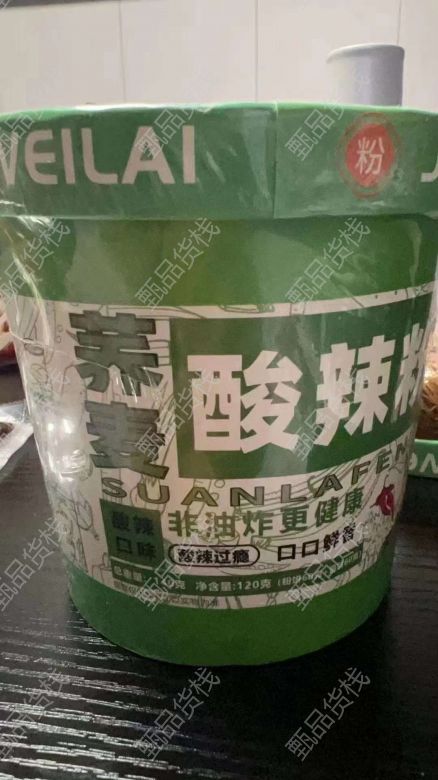 WEILAI
粉
J
荞麦
酸辣粉
SUANLAFEN
酸辣
口味
非油炸更健康
酸辣过瘾
口口鲜香
净含量:120克
甄品货栈